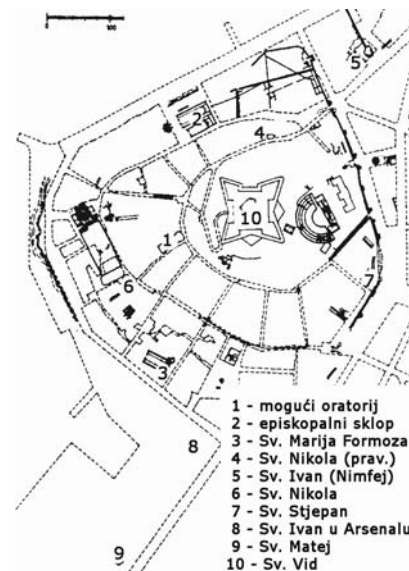 0 100
5
2
4
10
1
6
7
3
8
9
1 - mogući oratorij
2 - episkopalni sklop
3 - Sv. Marija Formoza
4 - Sv. Nikola (prav.)
5 - Sv. Ivan (Nimfej)
6 - Sv. Nikola
7 - Sv. Stjepan
8 - Sv. Ivan u Arsenalu
9 - Sv. Matej
10 - Sv. Vid